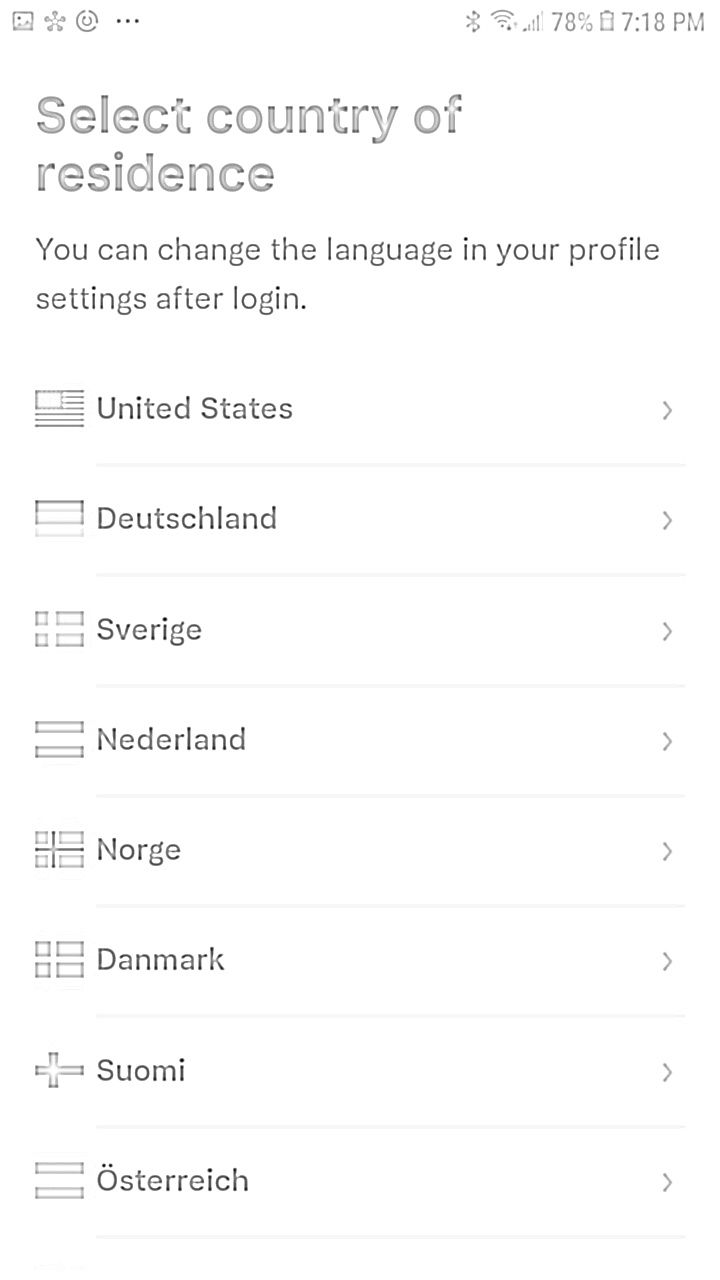 78% 7:18 PM
Select country of
residence
You can change the language in your profile
settings after login.
United States
Deutschland
Sverige
Nederland
Norge
Danmark
Suomi
Österreich